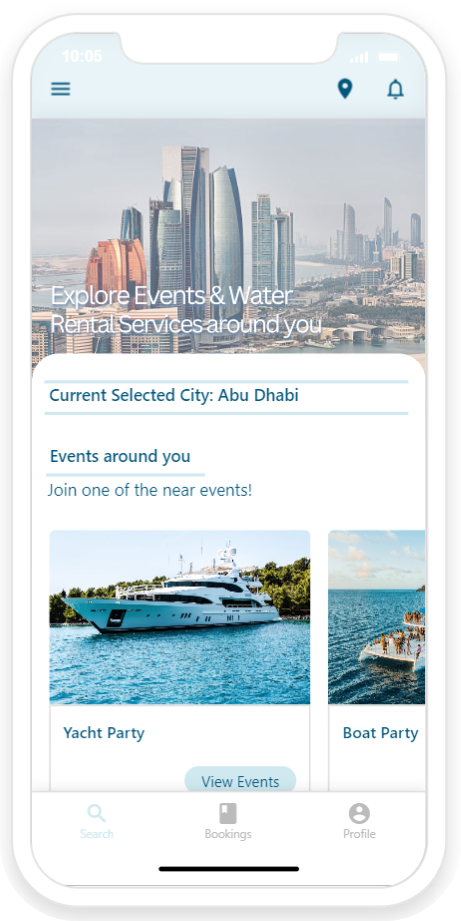 10:05
Explore Events & Water
Rental Services around you
Current Selected City: Abu Dhabi
Events around you
Join one of the near events!
Yacht Party
Boat Party
View Events
Search
Bookings
Profile